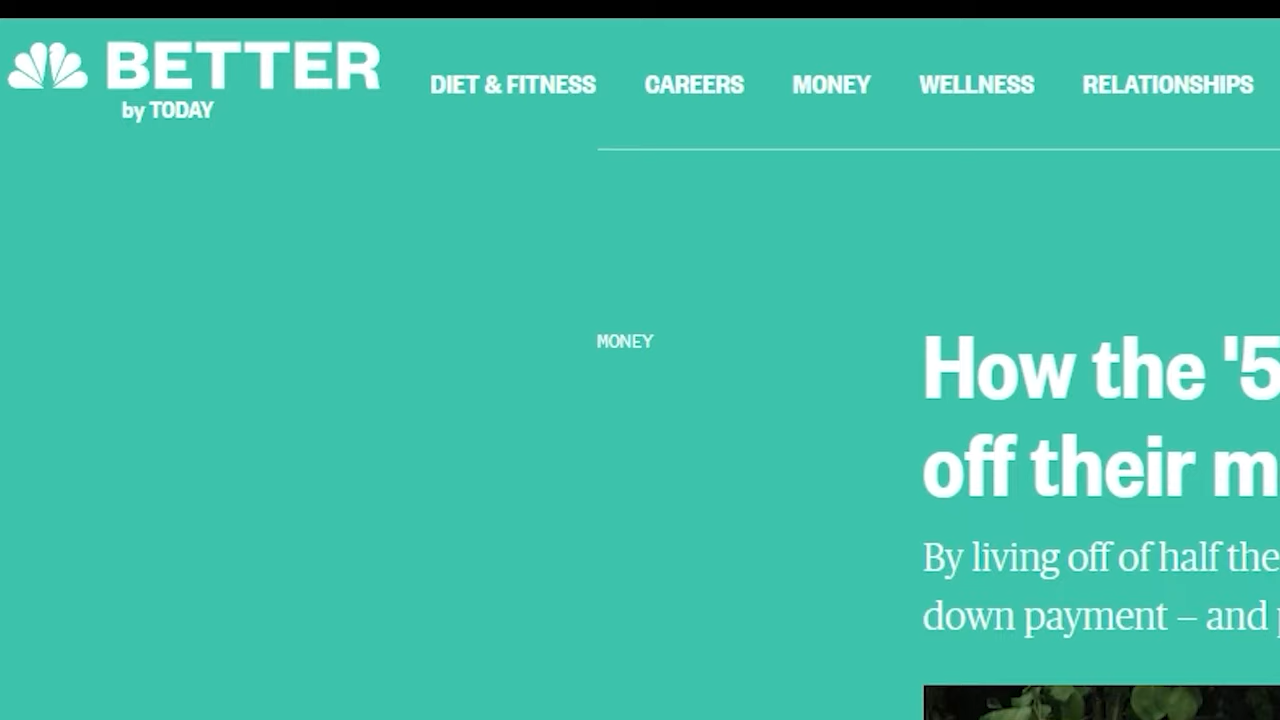 BETTER
by TODAY
DIET & FITNESS CAREERS MONEY WELLNESS RELATIONSHIPS
MONEY
How the '5
off their m
By living off of half the
down payment – and